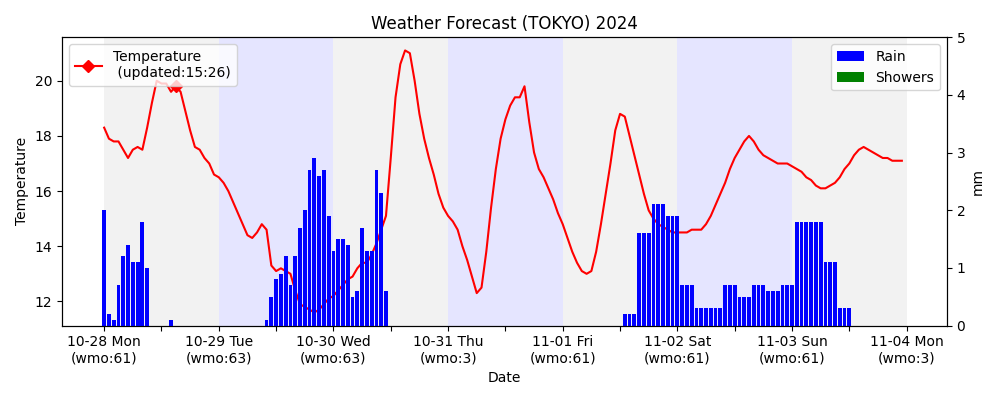 Weather Forecast (TOKYO) 2024
Temperature
(updated:15:26)
Rain
Showers
Temperature
20
18
16
14
12
5
4
3
2
1
0
mm
10-28 Mon
(wmo:61)
10-29 Tue
(wmo:63)
10-30 Wed
(wmo:63)
10-31 Thu
(wmo:3)
11-01 Fri
(wmo:61)
11-02 Sat
(wmo:61)
11-03 Sun
(wmo:61)
11-04 Mon
(wmo:3)
Date